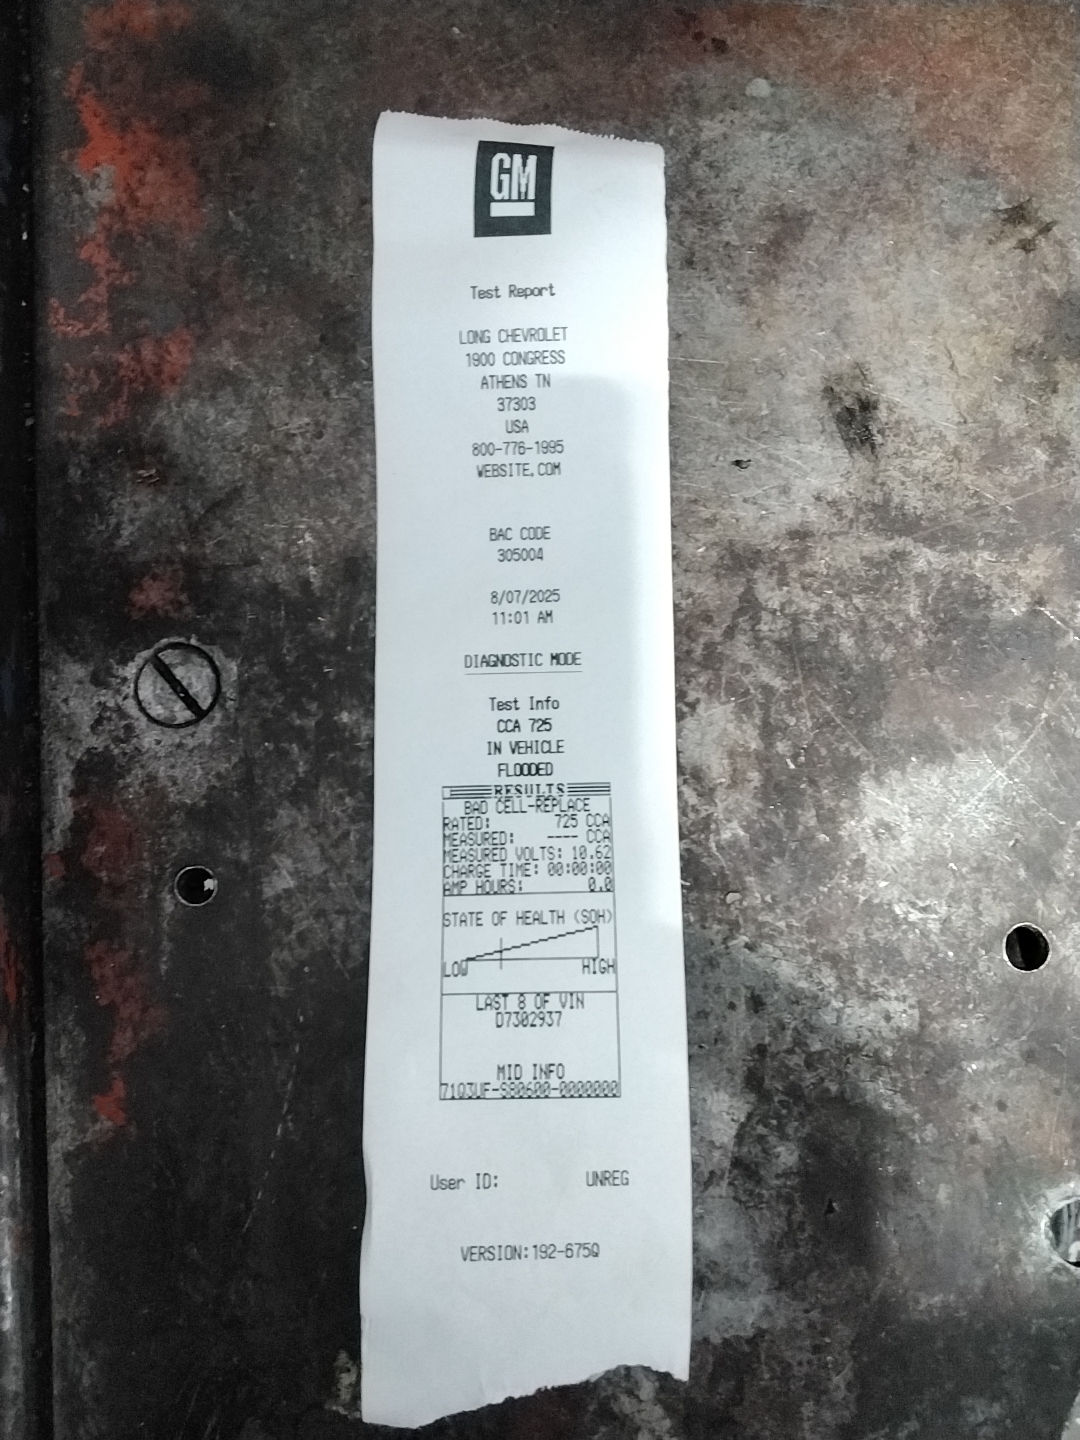 GM
Test Report
LONG CHEVROLET
1900 CONGRESS
ATHENS TN
37303
USA
800-776-1995
WEBSITE.COM
BAC CODE
305004
8/07/2025
11:01 AM
DIAGNOSTIC MODE
Test Info
CCA 725
IN VEHICLE
FLOODED
RESULTS
BAD CELL-REPLACE
RATED: 725 CCA
MEASURED: ---- CCA
MEASURED VOLTS: 10.62
CHARGE TIME: 00:00:00
AMP HOURS: 0.0
STATE OF HEALTH (SOH)
LOW HIGH
LAST 8 OF VIN
D7302937
MID INFO
71Q3UF-S80600-0000000
User ID: UNREG
VERSION:192-675Q